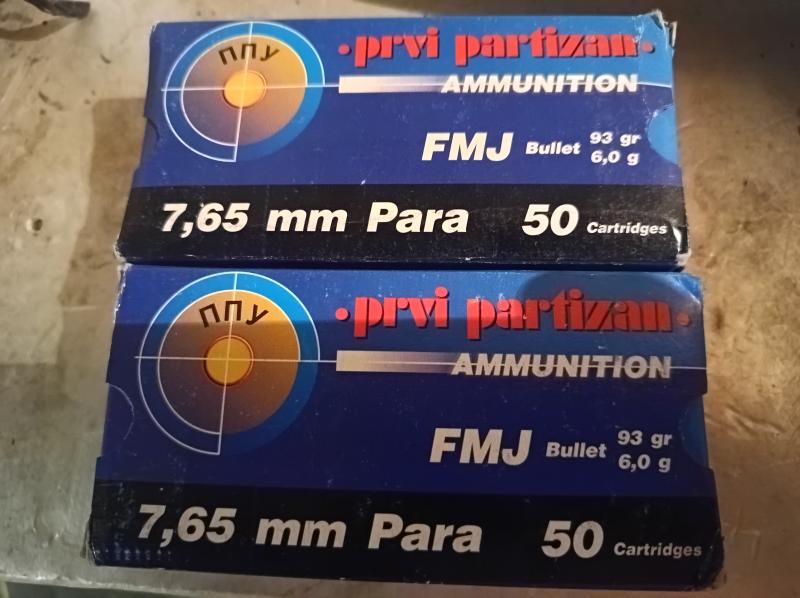 ППУ
•prvi partizan•
AMMUNITION
FMJ Bullet 93 gr
6,0 g
7,65 mm Para 50 Cartridges
ППУ
•prvi partizan•
AMMUNITION
FMJ Bullet 93 gr
6,0 g
7,65 mm Para 50 Cartridges